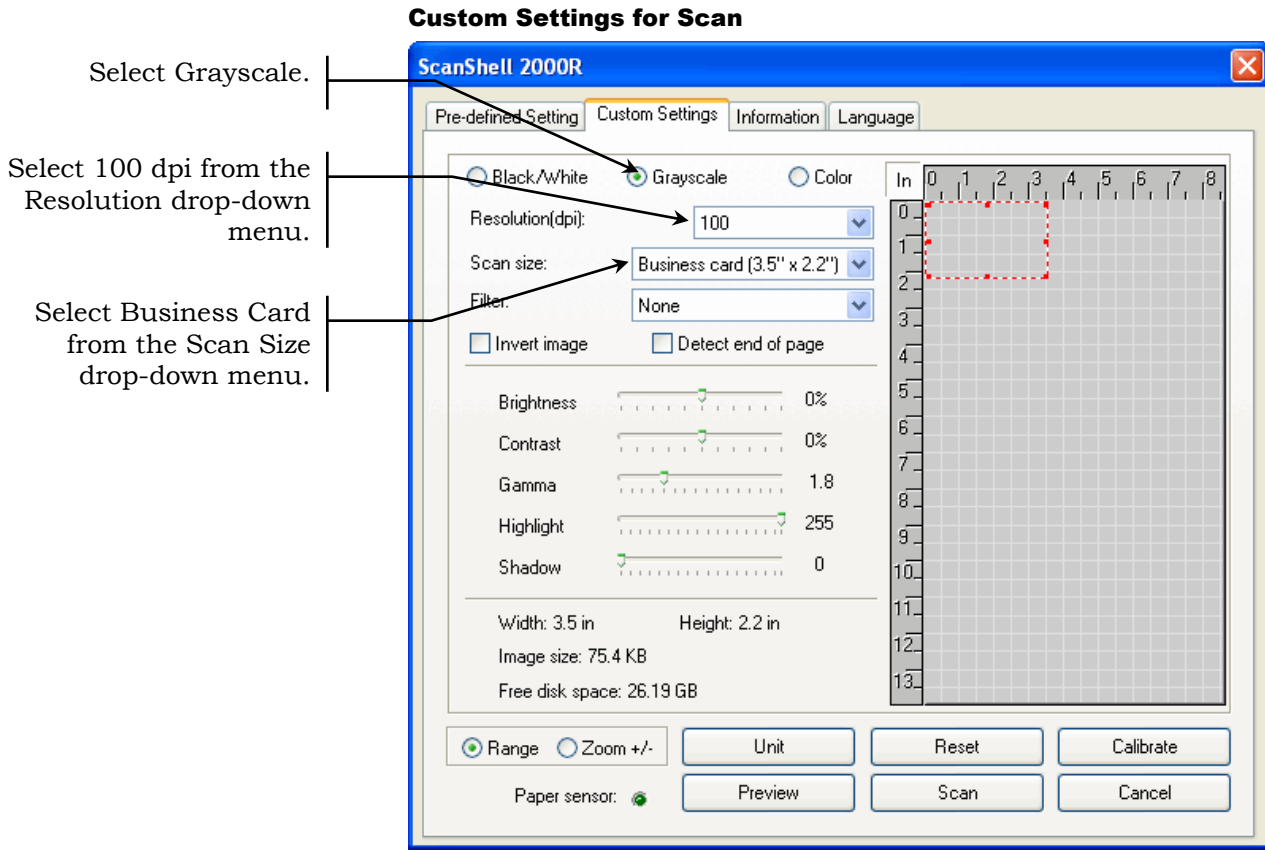 Custom Settings for Scan
Select Grayscale.
Select 100 dpi from the
Resolution drop-down
menu.
Select Business Card
from the Scan Size
drop-down menu.
ScanShell 2000R
Pre-defined Setting Custom Settings Information Language
Black/White Grayscale Color
Resolution(dpi): 100
Scan size: Business card (3.5" x 2.2")
Filter: None
Invert image Detect end of page
Brightness 0%
Contrast 0%
Gamma 1.8
Highlight 255
Shadow 0
Width: 3.5 in Height: 2.2 in
Image size: 75.4 KB
Free disk space: 26.19 GB
In 0 1 2 3 4 5 6 7 8
0
1
2
3
4
5
6
7
8
9
10
11
12
13
Range Zoom +/- Unit Reset Calibrate
Paper sensor: Preview Scan Cancel